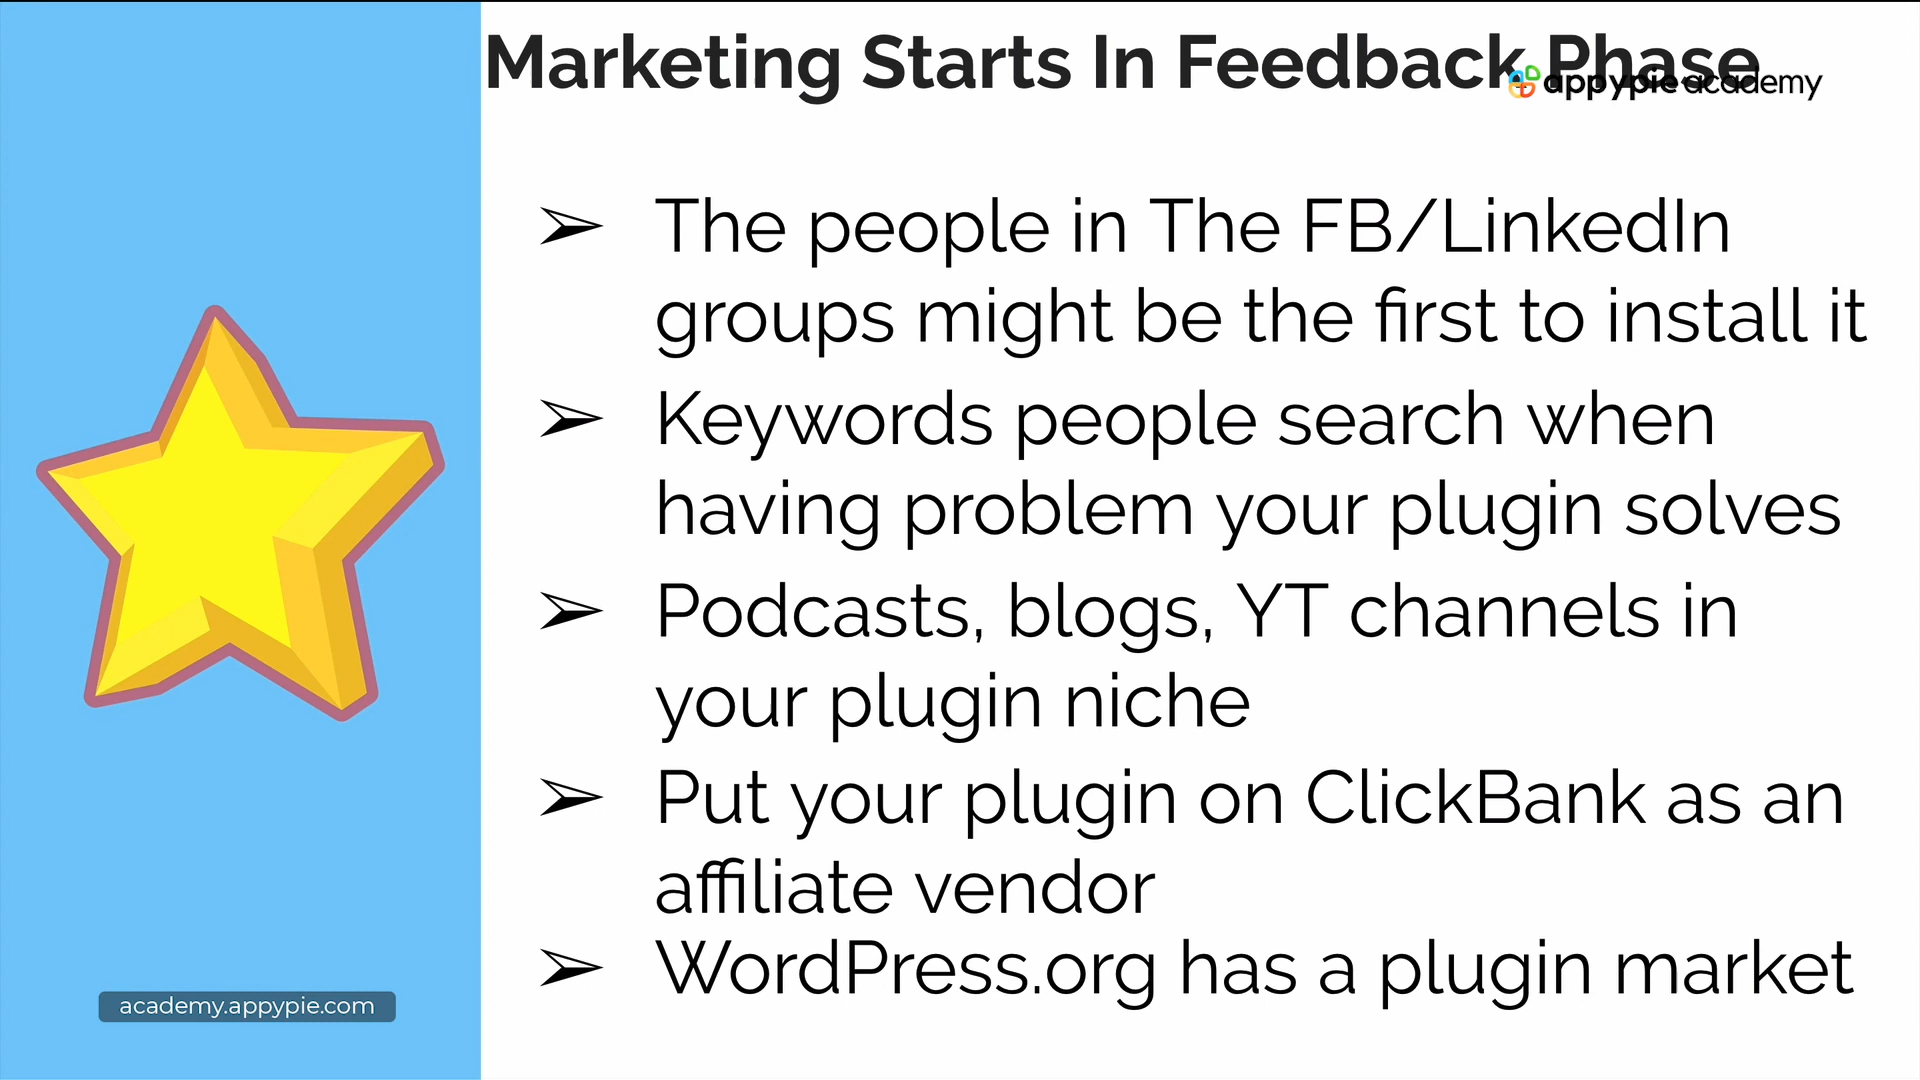 Marketing Starts In Feedback Phase
appypie academy
➢ The people in The FB/LinkedIn
groups might be the first to install it
➢ Keywords people search when
having problem your plugin solves
➢ Podcasts, blogs, YT channels in
your plugin niche
➢ Put your plugin on ClickBank as an
affiliate vendor
➢ WordPress.org has a plugin market
academy.appypie.com